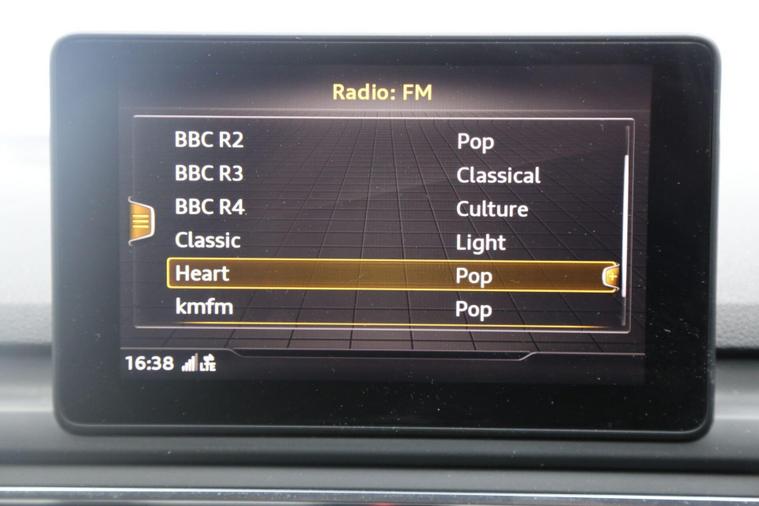 Radio: FM
BBC R2 Pop
BBC R3 Classical
BBC R4 Culture
Classic Light
Heart Pop
kmfm Pop
16:38 LTE